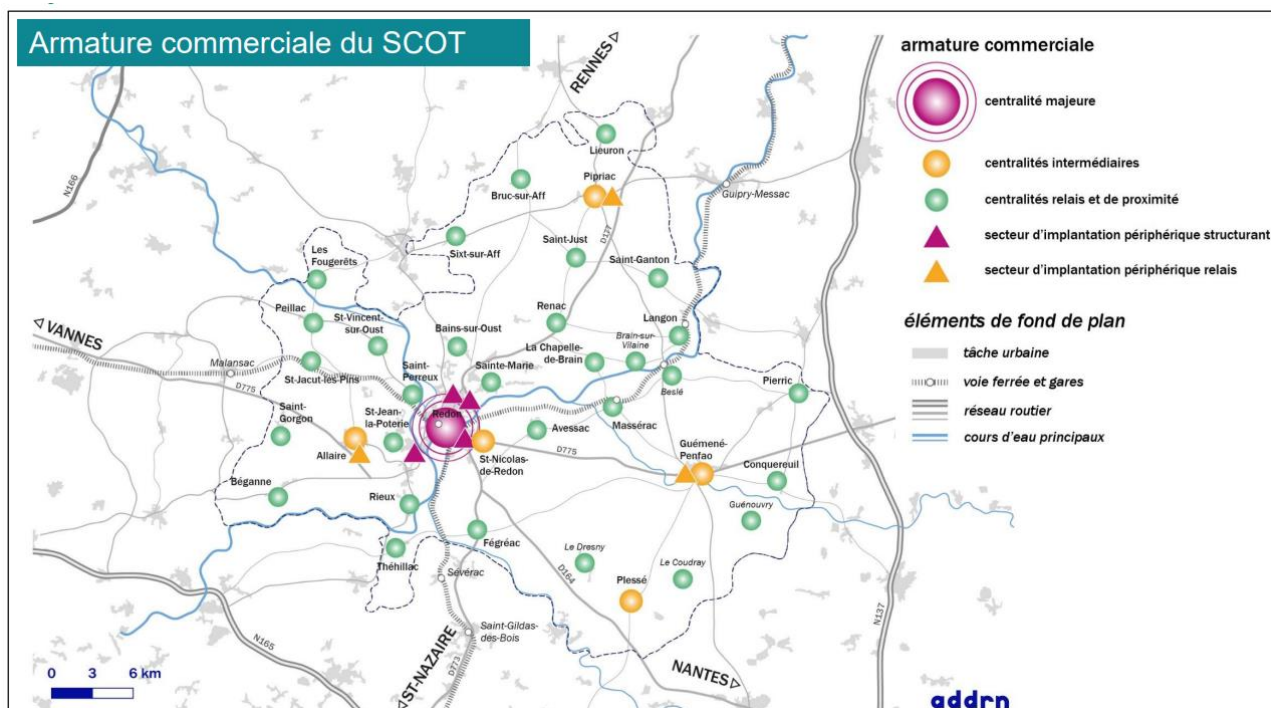 Armature commerciale du SCOT
armature commerciale
centralité majeure
centralités intermédiaires
centralités relais et de proximité
secteur d'implantation périphérique structurant
secteur d'implantation périphérique relais
éléments de fond de plan
tâche urbaine
voie ferrée et gares
réseau routier
cours d'eau principaux
RENNES
N166
Lieuron
Pipriac
Bruc-sur-Aff
Guipry-Messac
D177
Sixt-sur-Aff
Saint-Just
Saint-Ganton
Les
Fougerêts
Peillac
St-Vincent-
sur-Oust
Bains-sur-Oust
Renac
Langon
VANNES
Malansac
La Chapelle-
de-Brain
Brain-sur-
Vilaine
St-Jacut-les-Pins
Saint-
Perreux
Sainte-Marie
Beslé
Pierric
D775
Saint-
Gorgon
St-Jean-
la-Poterie
Redon
Avessac
Massérac
Allaire
St-Nicolas-
de-Redon
D775
Guémené-
Penfao
Conquereuil
Béganne
Rieux
Guénouvry
Fégréac
Théhillac
Sévérac
Le Dresny
Le Coudray
D164
Plessé
N137
N165
Saint-Gildas-
des-Bois
ST-NAZAIRE
D773
NANTES
0 3 6 km
addrn